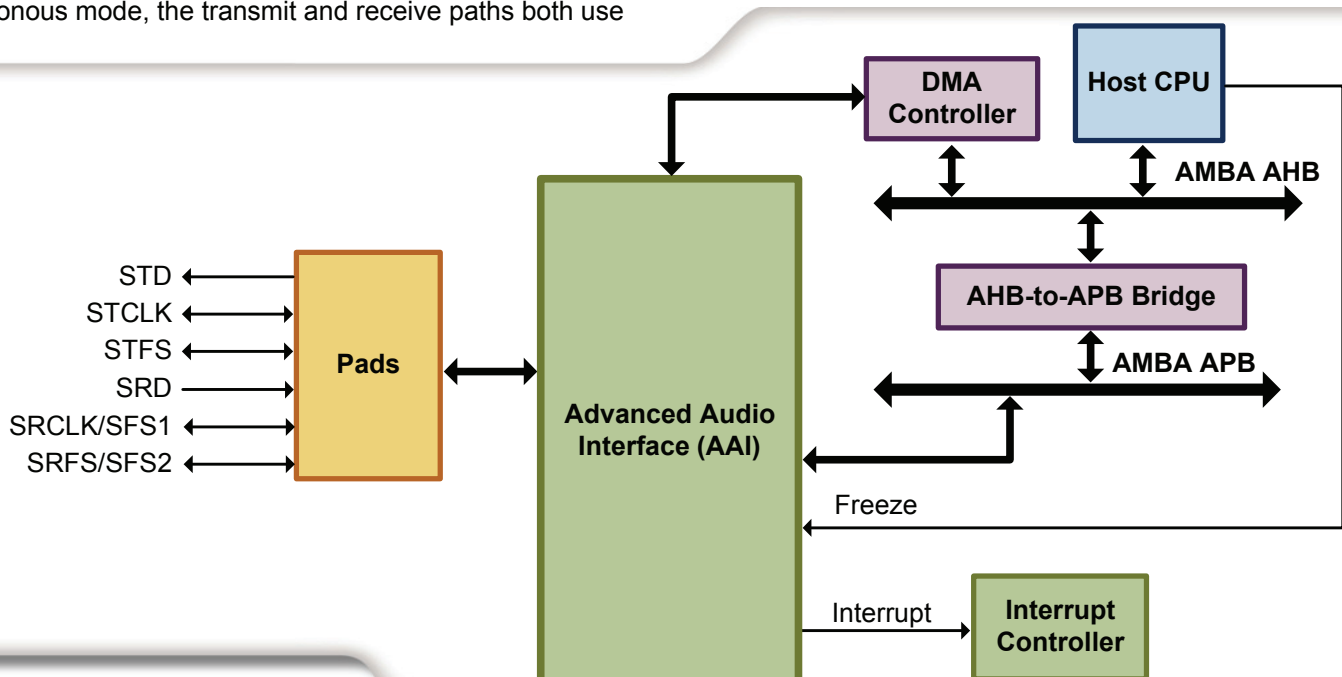 onous mode, the transmit and receive paths both use
DMA
Controller
Host CPU
AMBA AHB
AHB-to-APB Bridge
AMBA APB
STD
STCLK
STFS
SRD
SRCLK/SFS1
SRFS/SFS2
Pads
Advanced Audio
Interface (AAI)
Freeze
Interrupt
Interrupt
Controller